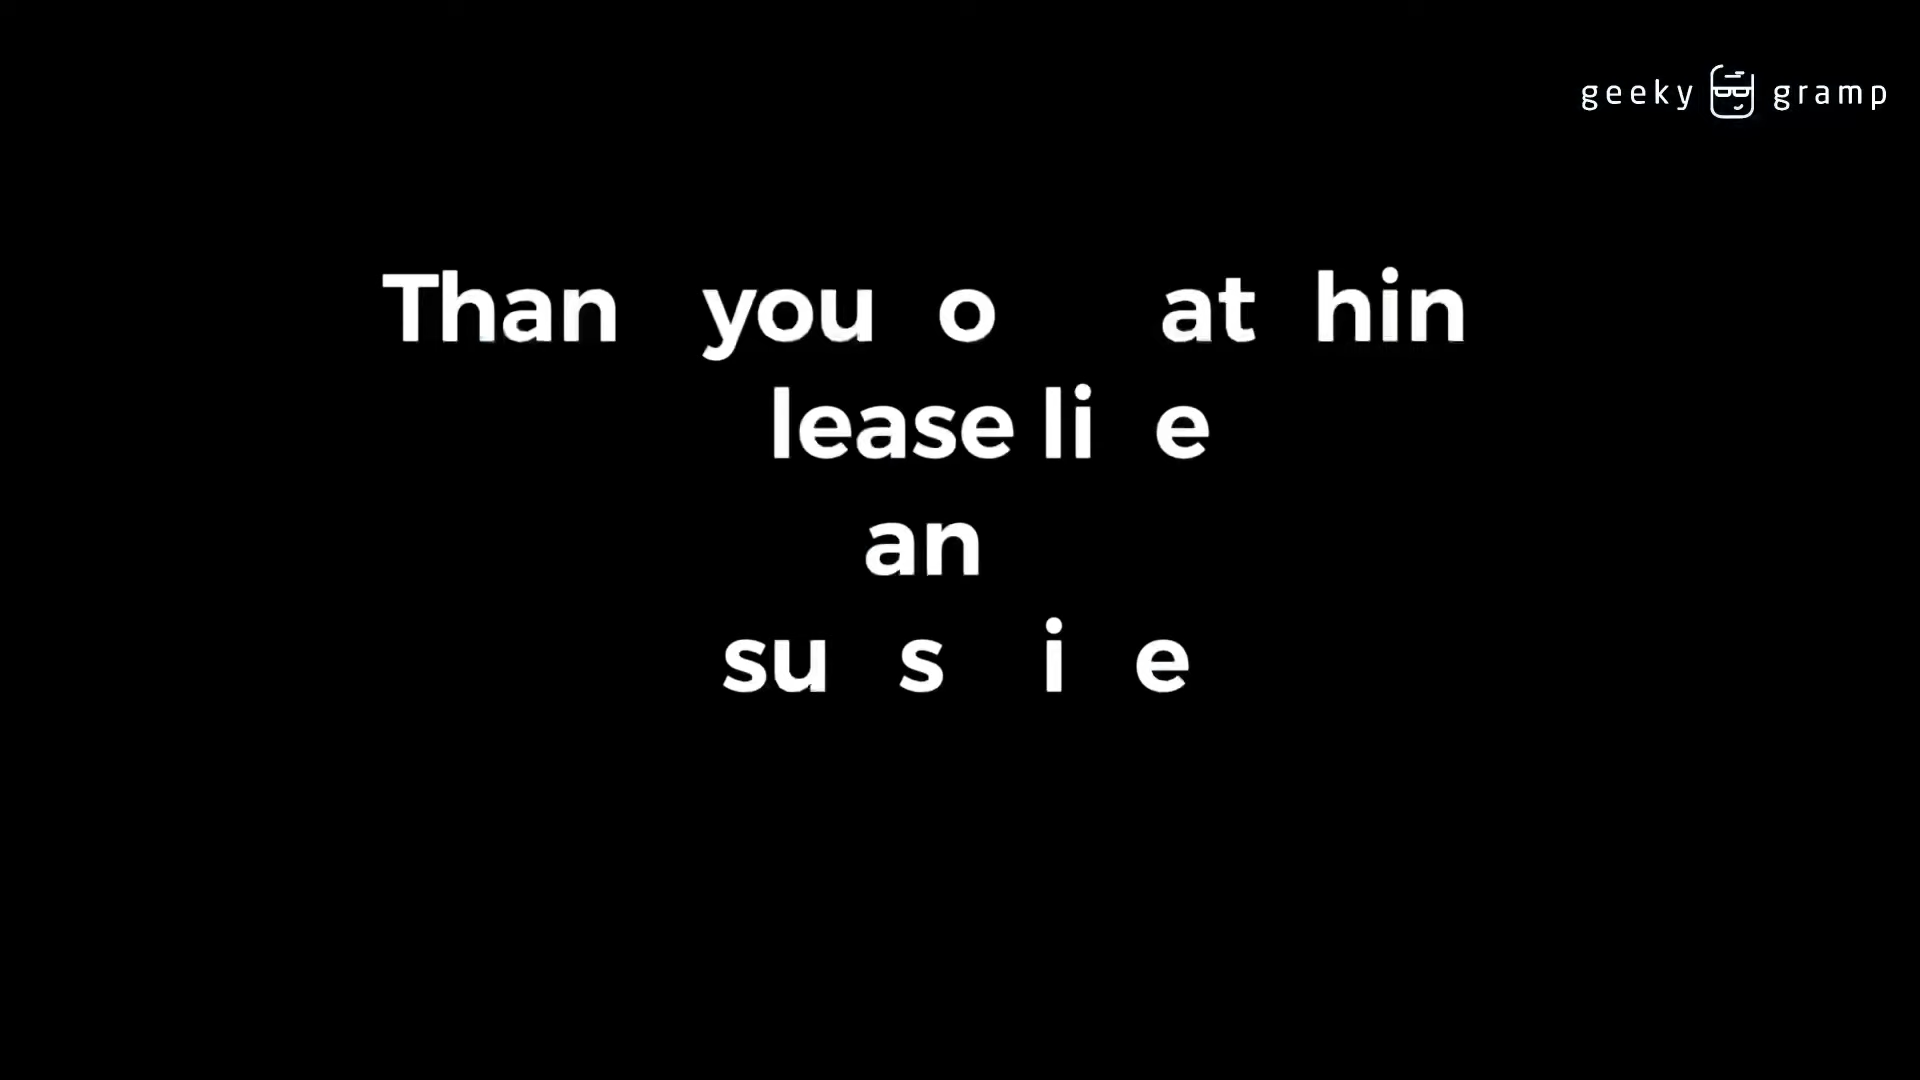 geeky gramp
Than you o at hin
lease li e
an
su s i e